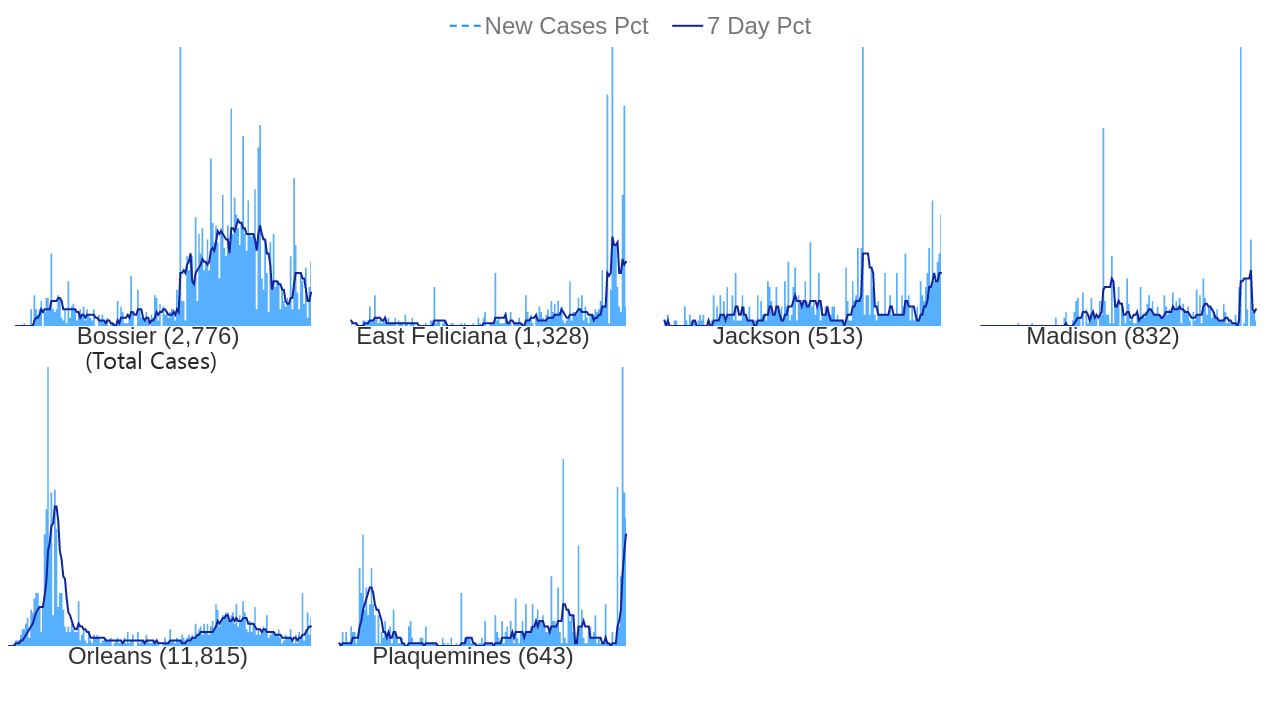 New Cases Pct 7 Day Pct
Bossier (2,776)
(Total Cases)
East Feliciana (1,328)
Jackson (513)
Madison (832)
Orleans (11,815)
Plaquemines (643)